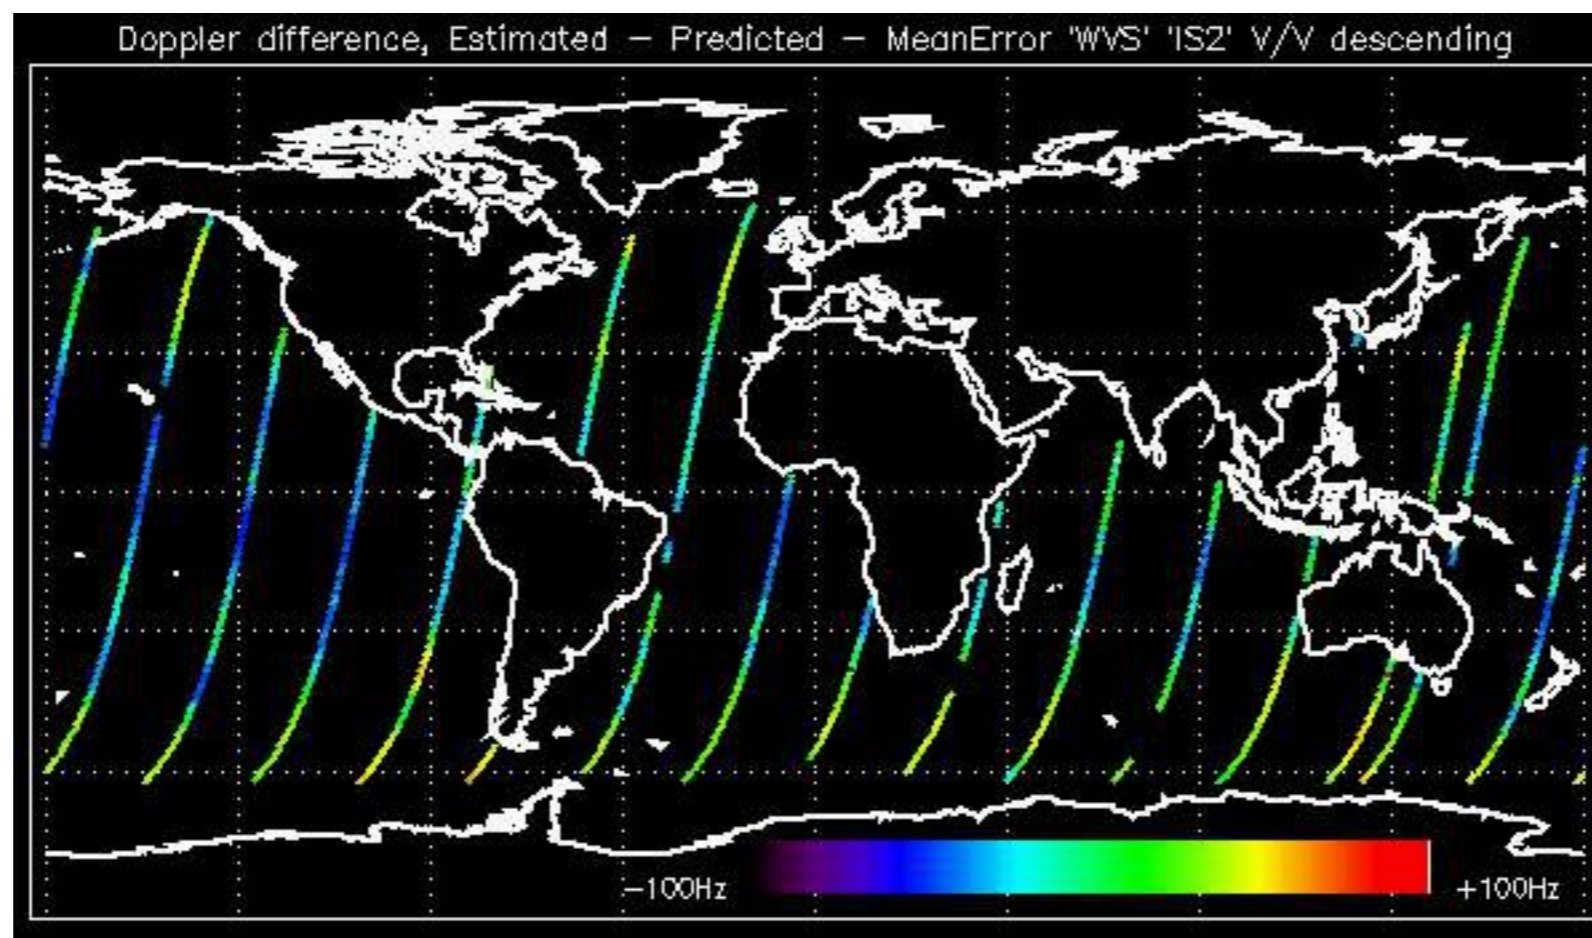 Doppler difference, Estimated - Predicted - MeanError 'WVS' 'IS2' V/V descending
-100Hz +100Hz